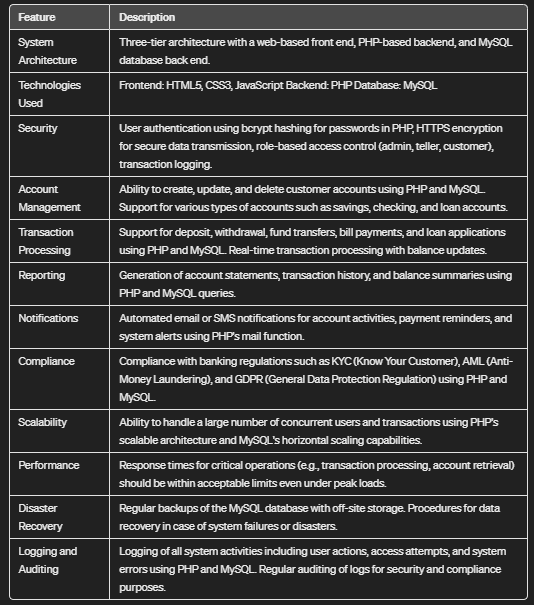 Feature Description
System Three-tier architecture with a web-based front end, PHP-based backend, and MySQL
Architecture database back end.
Technologies Frontend: HTML5, CSS3, JavaScript Backend: PHP Database: MySQL
Used
Security User authentication using bcrypt hashing for passwords in PHP, HTTPS encryption
for secure data transmission, role-based access control (admin, teller, customer),
transaction logging.
Account Ability to create, update, and delete customer accounts using PHP and MySQL.
Management Support for various types of accounts such as savings, checking, and loan accounts.
Transaction Support for deposit, withdrawal, fund transfers, bill payments, and loan applications
Processing using PHP and MySQL. Real-time transaction processing with balance updates.
Reporting Generation of account statements, transaction history, and balance summaries using
PHP and MySQL queries.
Notifications Automated email or SMS notifications for account activities, payment reminders, and
system alerts using PHP's mail function.
Compliance Compliance with banking regulations such as KYC (Know Your Customer), AML (Anti-
Money Laundering), and GDPR (General Data Protection Regulation) using PHP and
MySQL.
Scalability Ability to handle a large number of concurrent users and transactions using PHP's
scalable architecture and MySQL's horizontal scaling capabilities.
Performance Response times for critical operations (e.g., transaction processing, account retrieval)
should be within acceptable limits even under peak loads.
Disaster Regular backups of the MySQL database with off-site storage. Procedures for data
Recovery recovery in case of system failures or disasters.
Logging and Logging of all system activities including user actions, access attempts, and system
Auditing errors using PHP and MySQL. Regular auditing of logs for security and compliance
purposes.